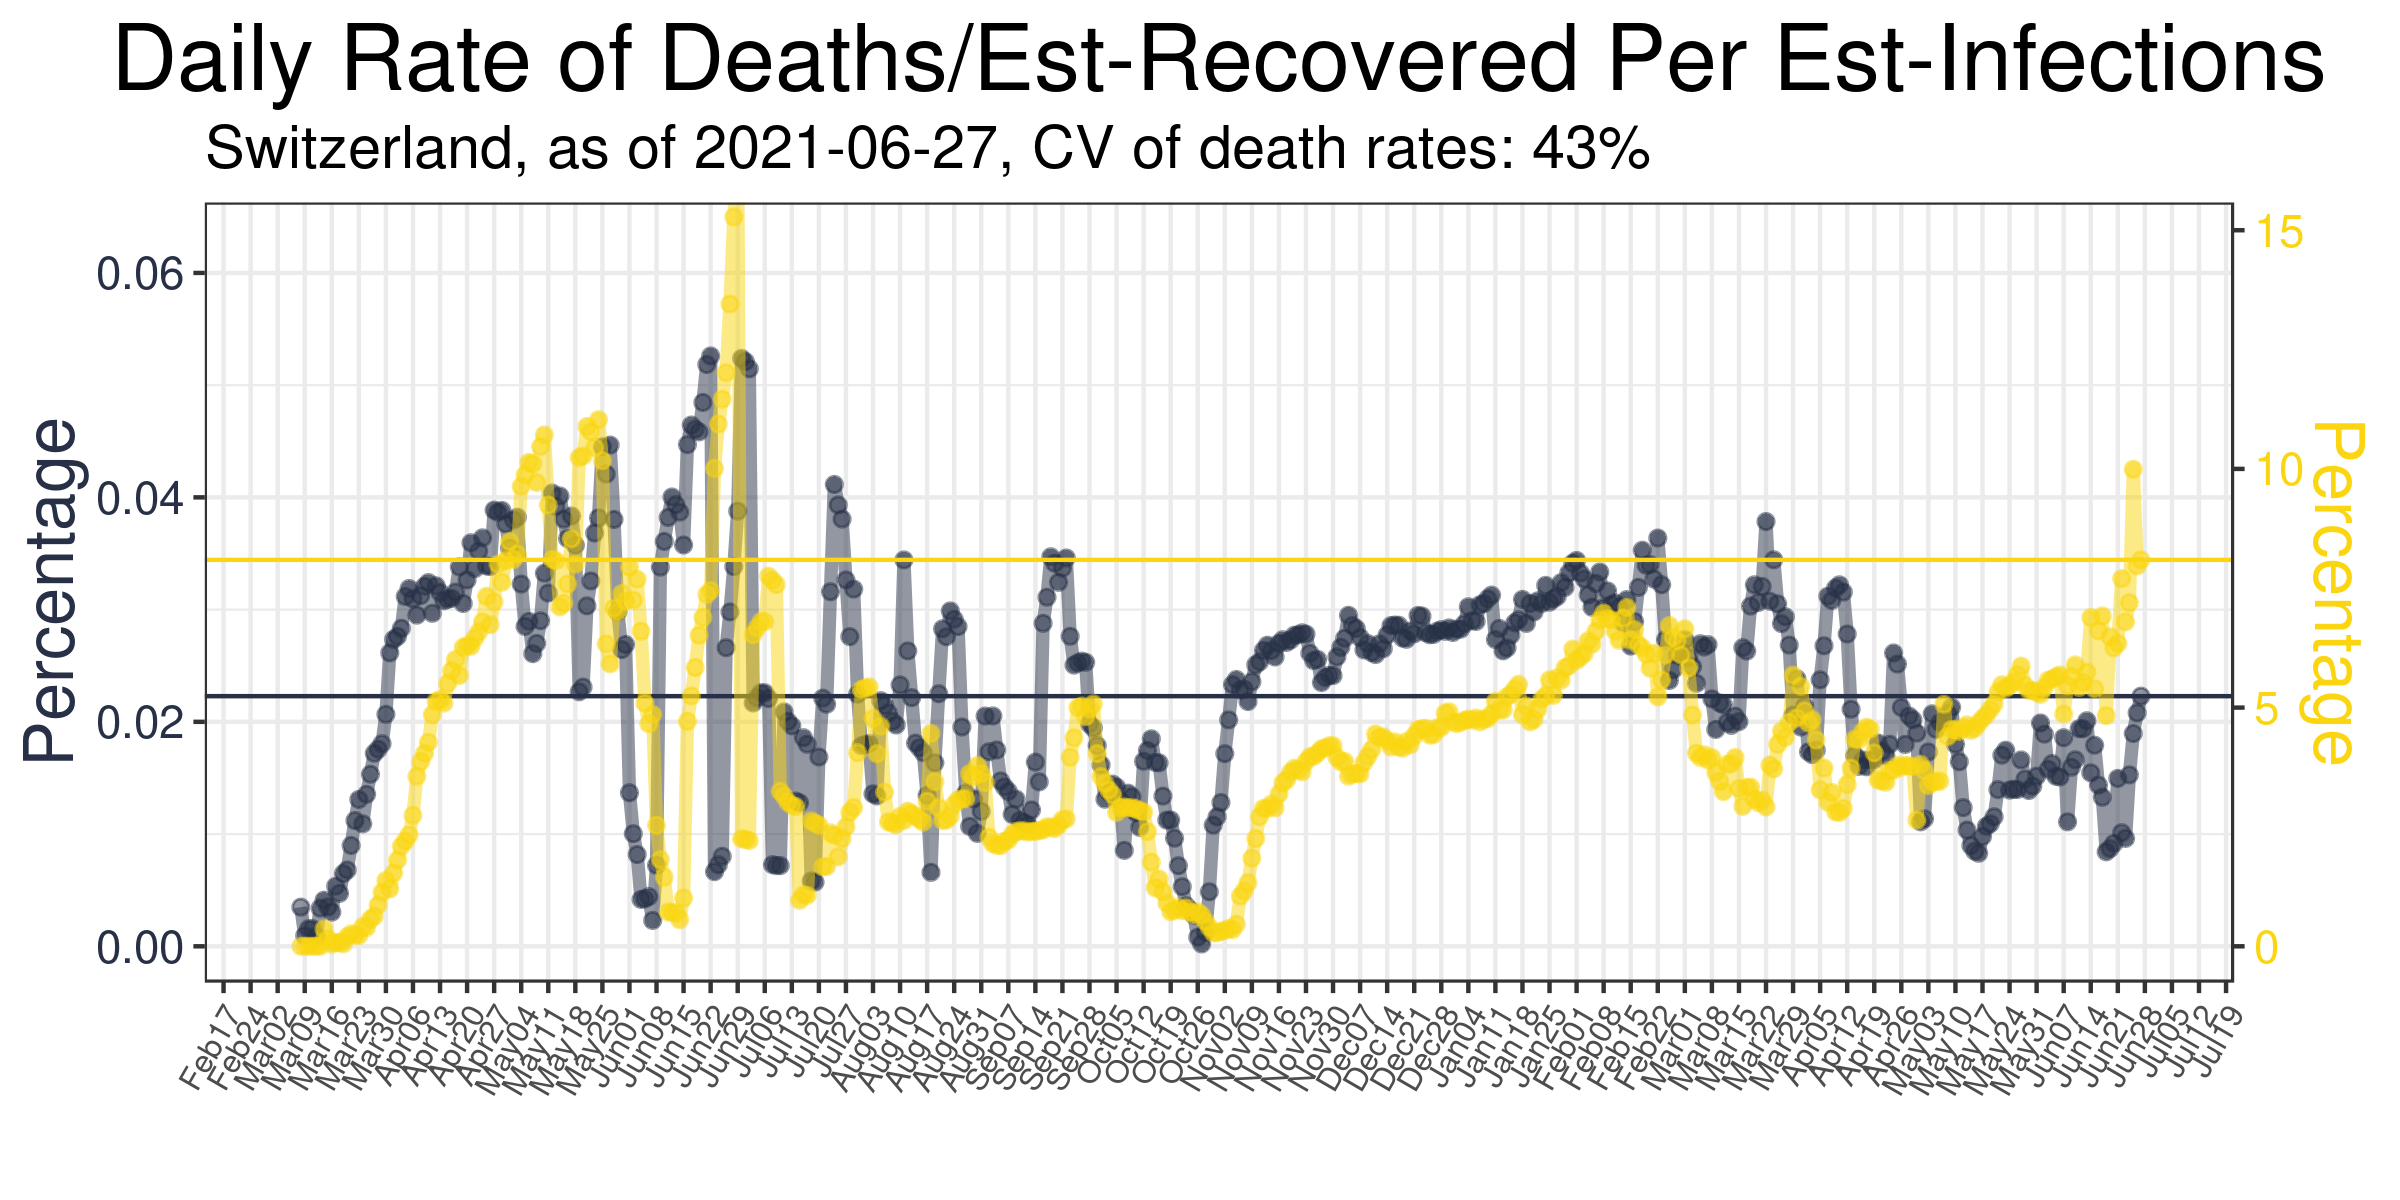 Daily Rate of Deaths/Est-Recovered Per Est-Infections
Switzerland, as of 2021-06-27, CV of death rates: 43%
Percentage
0.06
0.04
0.02
0.00
15
10
5
0
Percentage
Feb17
Feb24
Mar02
Mar09
Mar16
Mar23
Mar30
Apr06
Apr13
Apr20
Apr27
May04
May11
May18
May25
Jun01
Jun08
Jun15
Jun22
Jun29
Jul06
Jul13
Jul20
Jul27
Aug03
Aug10
Aug17
Aug24
Aug31
Sep07
Sep14
Sep21
Sep28
Oct05
Oct12
Oct19
Oct26
Nov02
Nov09
Nov16
Nov23
Nov30
Dec07
Dec14
Dec21
Dec28
Jan04
Jan11
Jan18
Jan25
Feb01
Feb08
Feb15
Feb22
Mar01
Mar08
Mar15
Mar22
Mar29
Apr05
Apr12
Apr19
Apr26
May03
May10
May17
May24
May31
Jun07
Jun14
Jun21
Jun28
Jul05
Jul12
Jul19